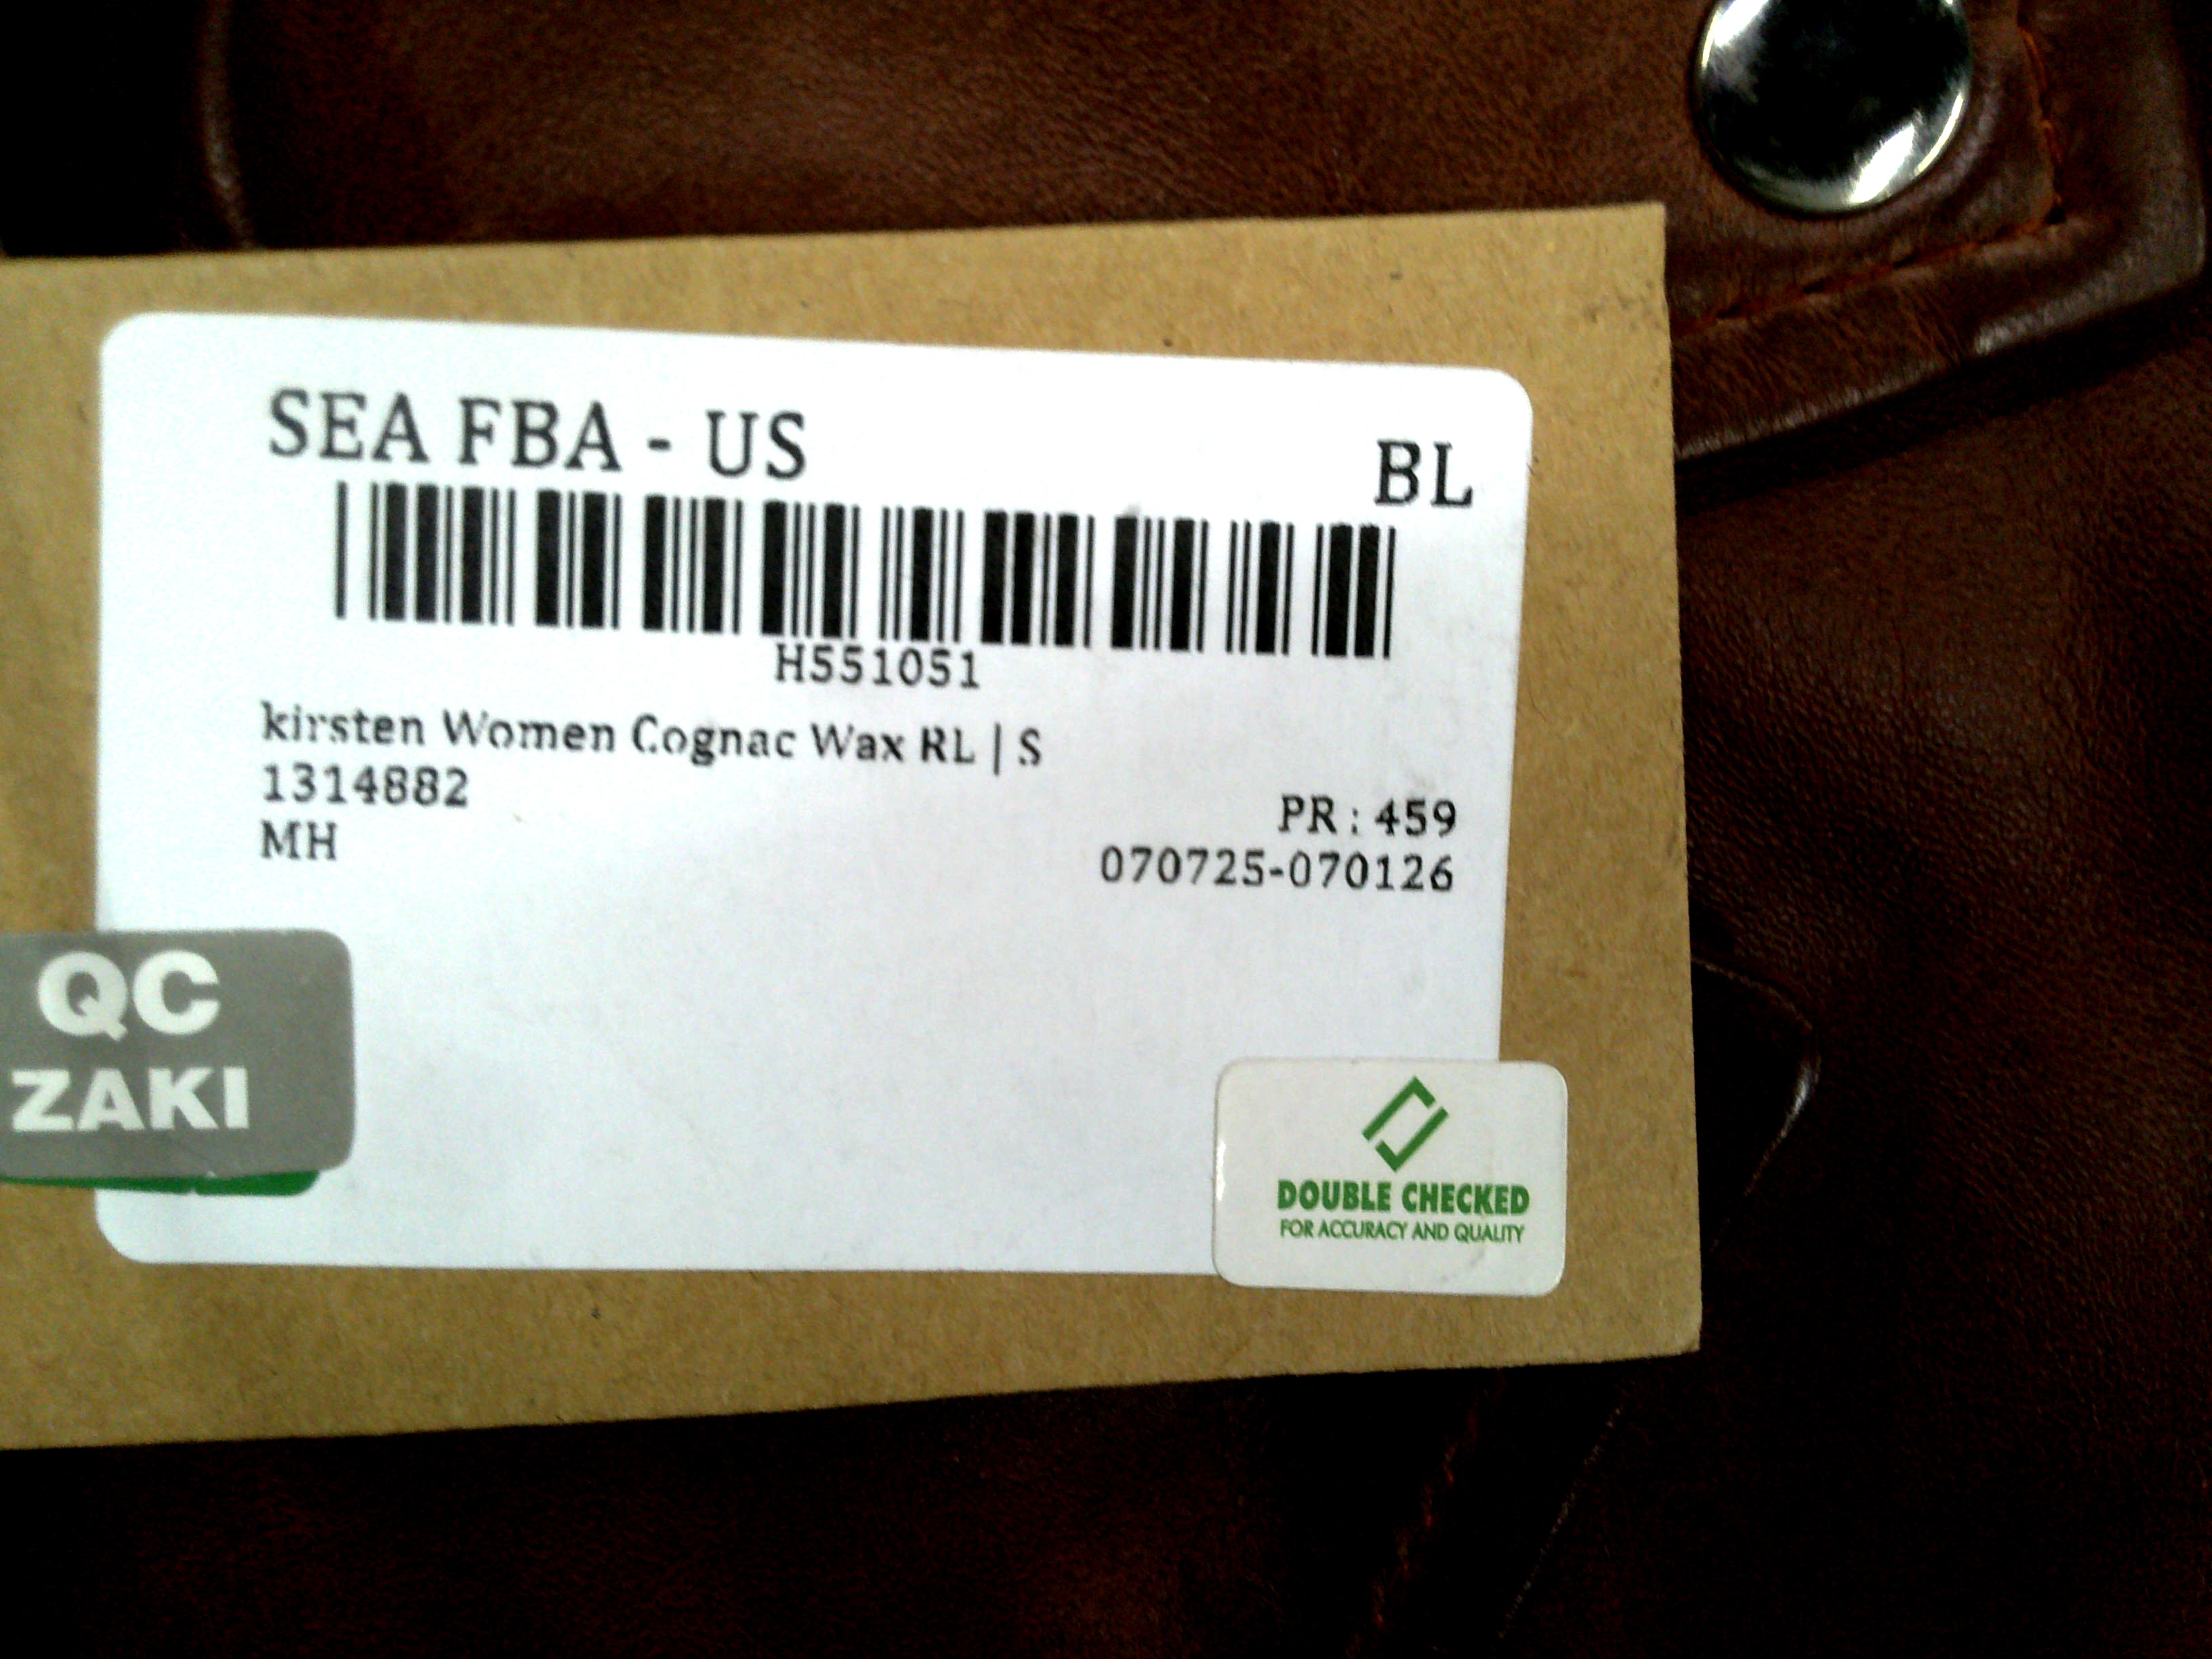 SEA FBA - US
BL
H551051
kirsten Women Cognac Wax RL | S
1314882
PR : 459
MH
070725-070126
QC
ZAKI
DOUBLE CHECKED
FOR ACCURACY AND QUALITY